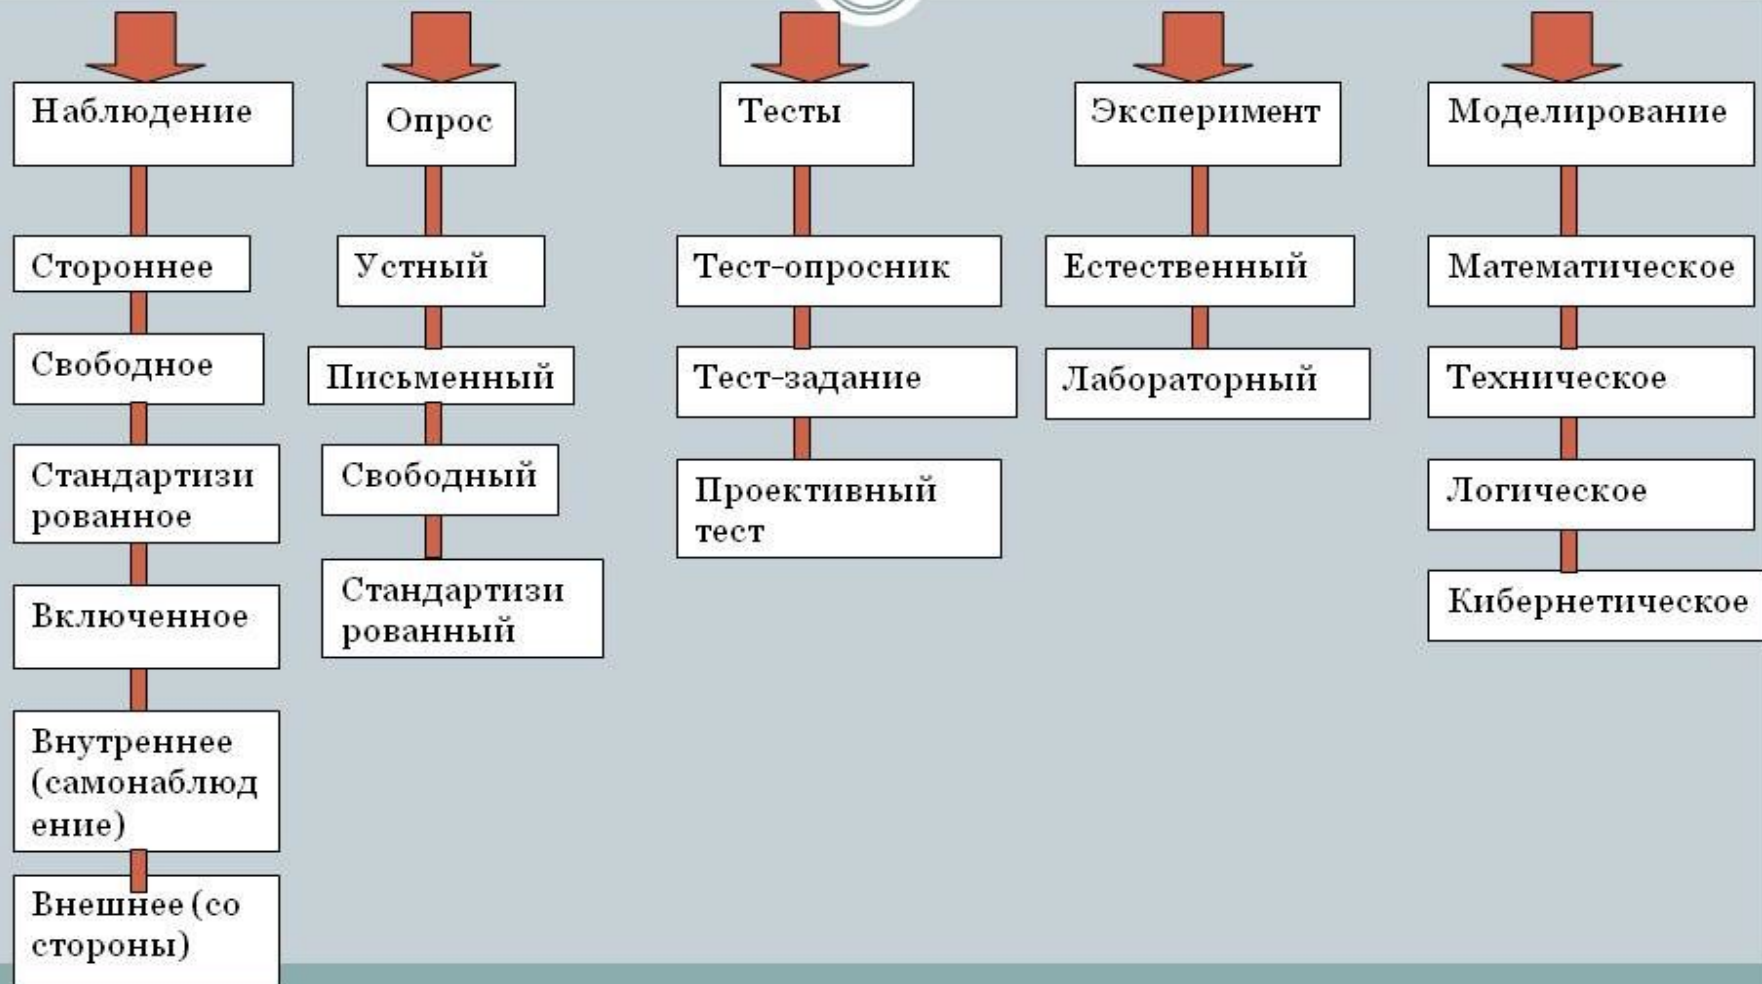 Наблюдение
Стороннее
Свободное
Стандартизи
рованное
Включенное
Внутреннее
(самонаблюд
ение)
Внешнее (со
стороны)
Опрос
Устный
Письменный
Свободный
Стандартизи
рованный
Тесты
Тест-опросник
Тест-задание
Проективный
тест
Эксперимент
Естественный
Лабораторный
Моделирование
Математическое
Техническое
Логическое
Кибернетическое